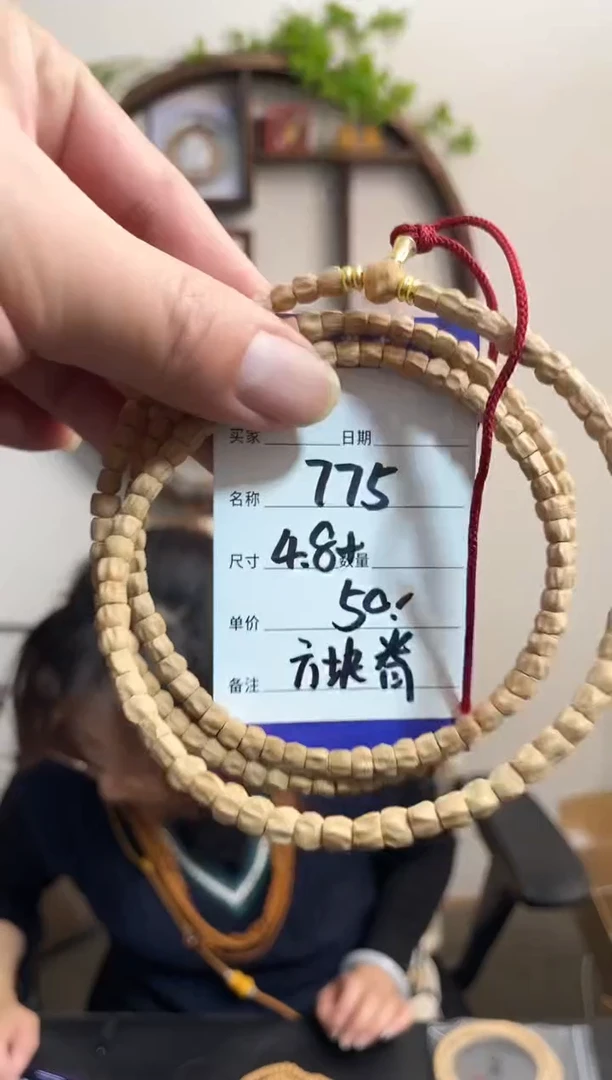 买家 日期
名称 775
尺寸 4.8+ 数量
单价 50.
备注 方块脊